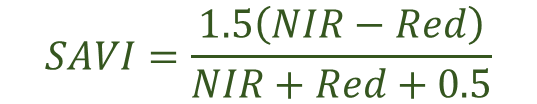 SAVI = 1.5(NIR − Red) / NIR + Red + 0.5